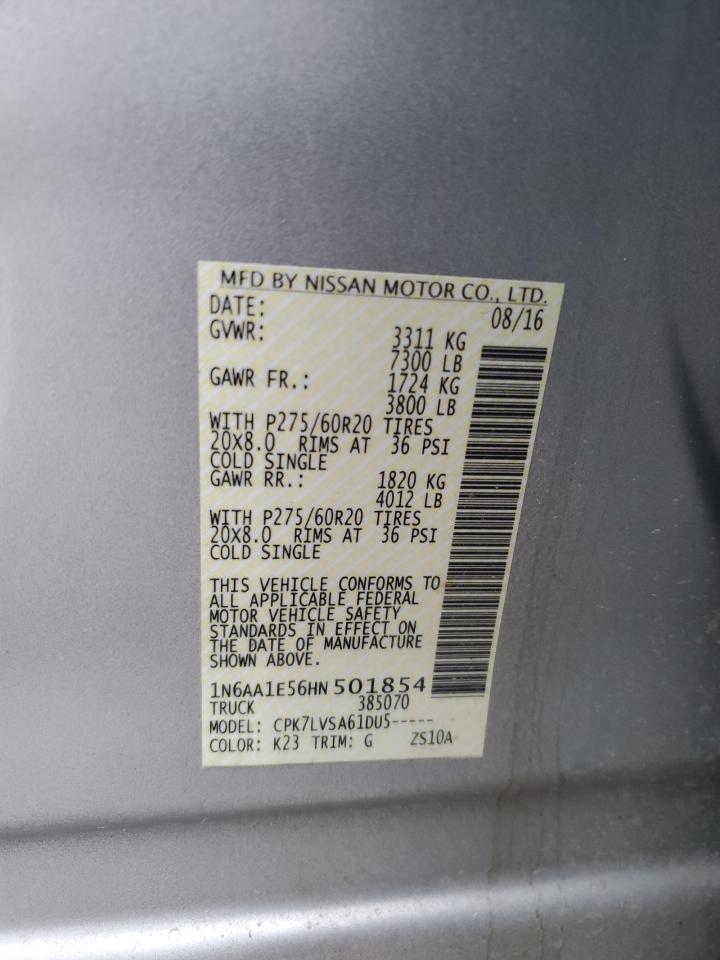 MFD BY NISSAN MOTOR CO., LTD.
DATE: 08/16
GVWR: 3311 KG
7300 LB
GAWR FR.: 1724 KG
3800 LB
WITH P275/60R20 TIRES
20X8.0 RIMS AT 36 PSI
COLD SINGLE
GAWR RR.: 1820 KG
4012 LB
WITH P275/60R20 TIRES
20X8.0 RIMS AT 36 PSI
COLD SINGLE
THIS VEHICLE CONFORMS TO
ALL APPLICABLE FEDERAL
MOTOR VEHICLE SAFETY
STANDARDS IN EFFECT ON
THE DATE OF MANUFACTURE
SHOWN ABOVE.
1N6AA1E56HN501854
TRUCK 385070
MODEL: CPK7LVSA61DU5-----
COLOR: K23 TRIM: G ZS10A